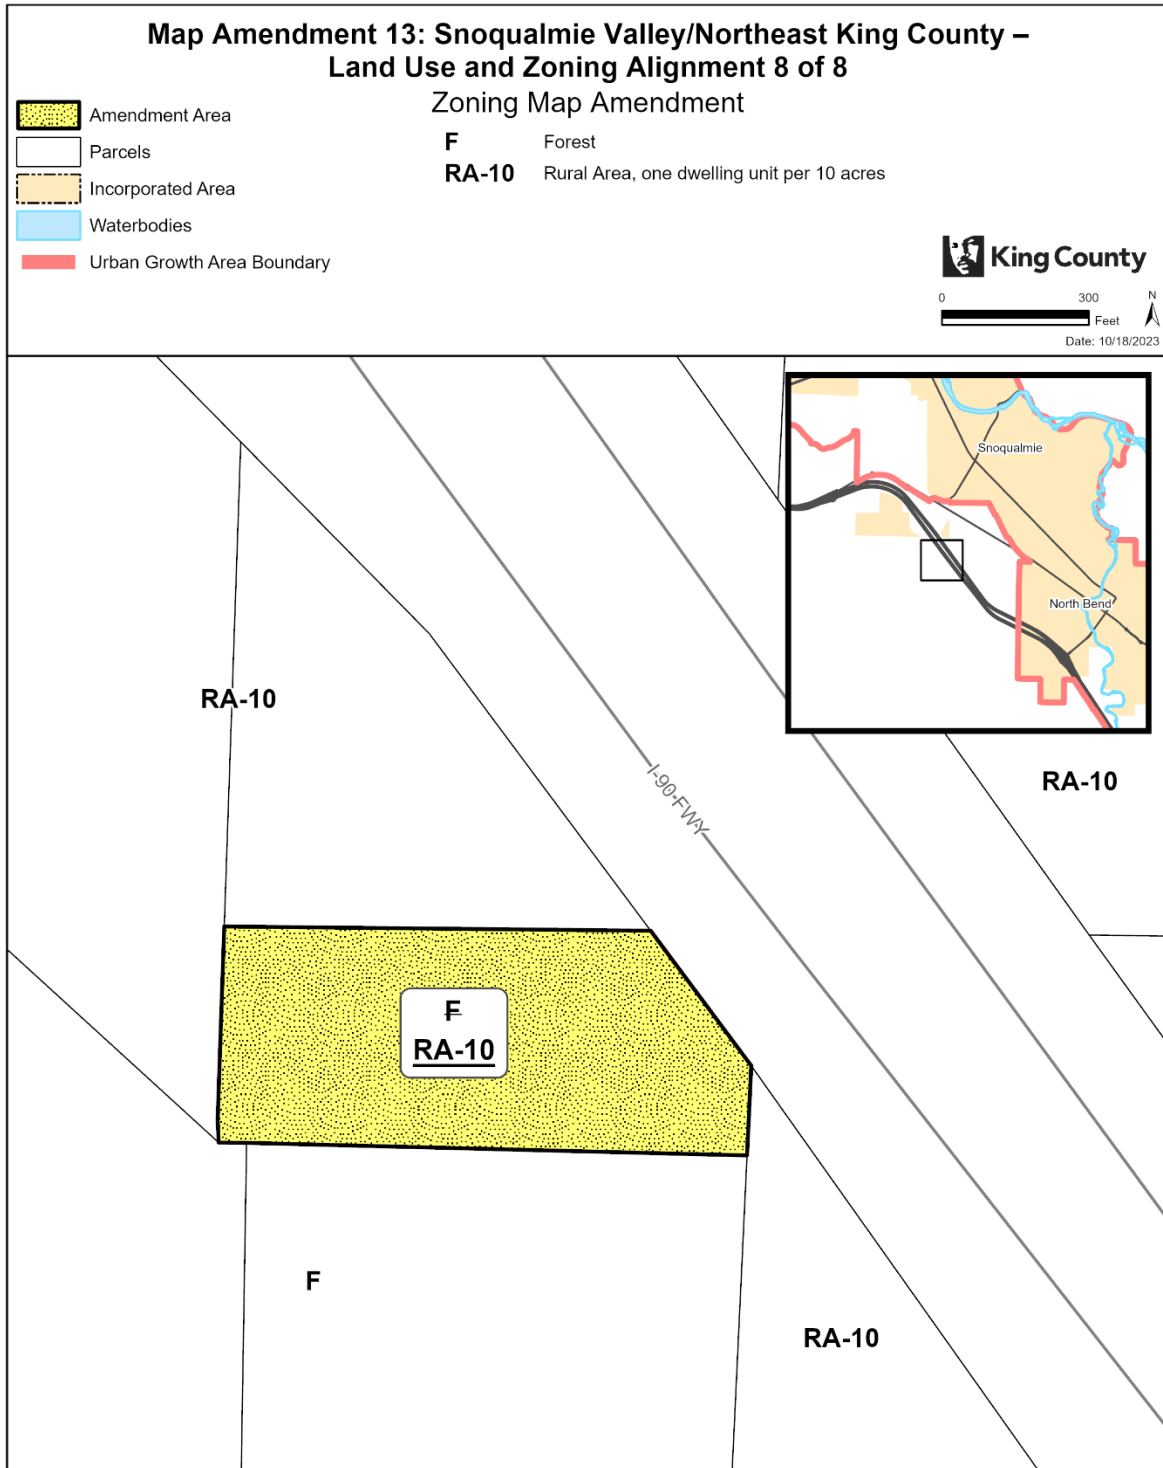 Map Amendment 13: Snoqualmie Valley/Northeast King County –
Land Use and Zoning Alignment 8 of 8
Zoning Map Amendment
Amendment Area
Parcels
Incorporated Area
Waterbodies
Urban Growth Area Boundary
F Forest
RA-10 Rural Area, one dwelling unit per 10 acres
King County
0 300
Feet
N
Date: 10/18/2023
Snoqualmie
North Bend
RA-10
I-90-FWY
RA-10
F
RA-10
F
RA-10